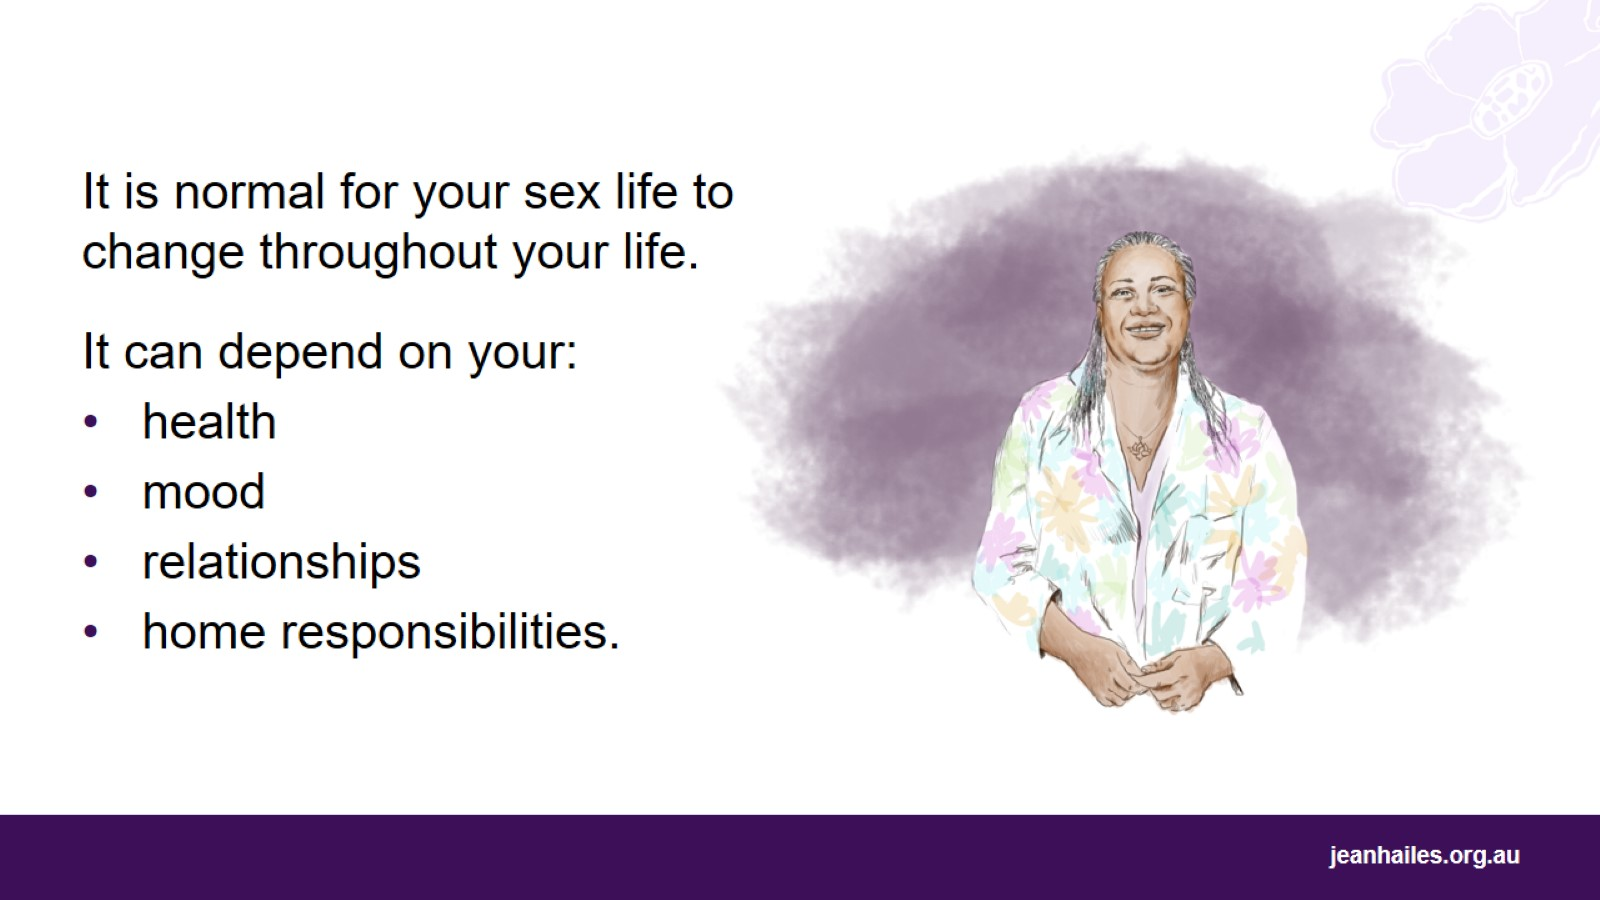 It is normal for your sex life to
change throughout your life.
It can depend on your:
• health
• mood
• relationships
• home responsibilities.
jeanhailes.org.au